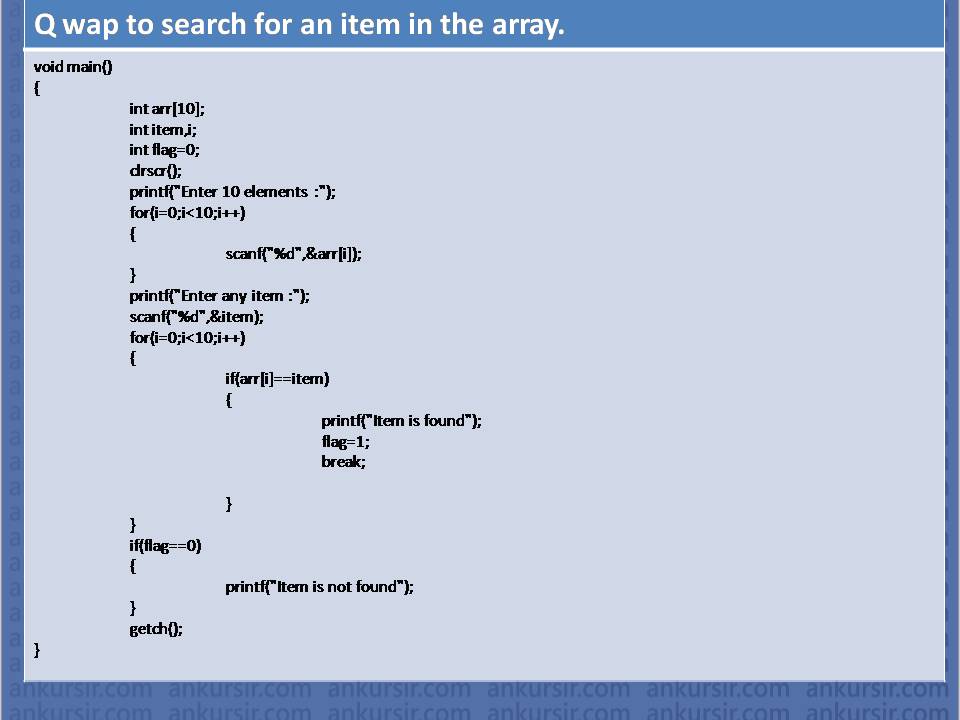 Q wap to search for an item in the array.
void main()
{
int arr[10];
int item,i;
int flag=0;
clrscr();
printf("Enter 10 elements :");
for(i=0;i<10;i++)
{
scanf("%d",&arr[i]);
}
printf("Enter any item :");
scanf("%d",&item);
for(i=0;i<10;i++)
{
if(arr[i]==item)
{
printf("Item is found");
flag=1;
break;
}
}
if(flag==0)
{
printf("Item is not found");
}
getch();
}
ankursir.com ankursir.com ankursir.com ankursir.com ankursir.com ankursir.com
ankursir.com ankursir.com ankursir.com ankursir.com ankursir.com ankursir.com